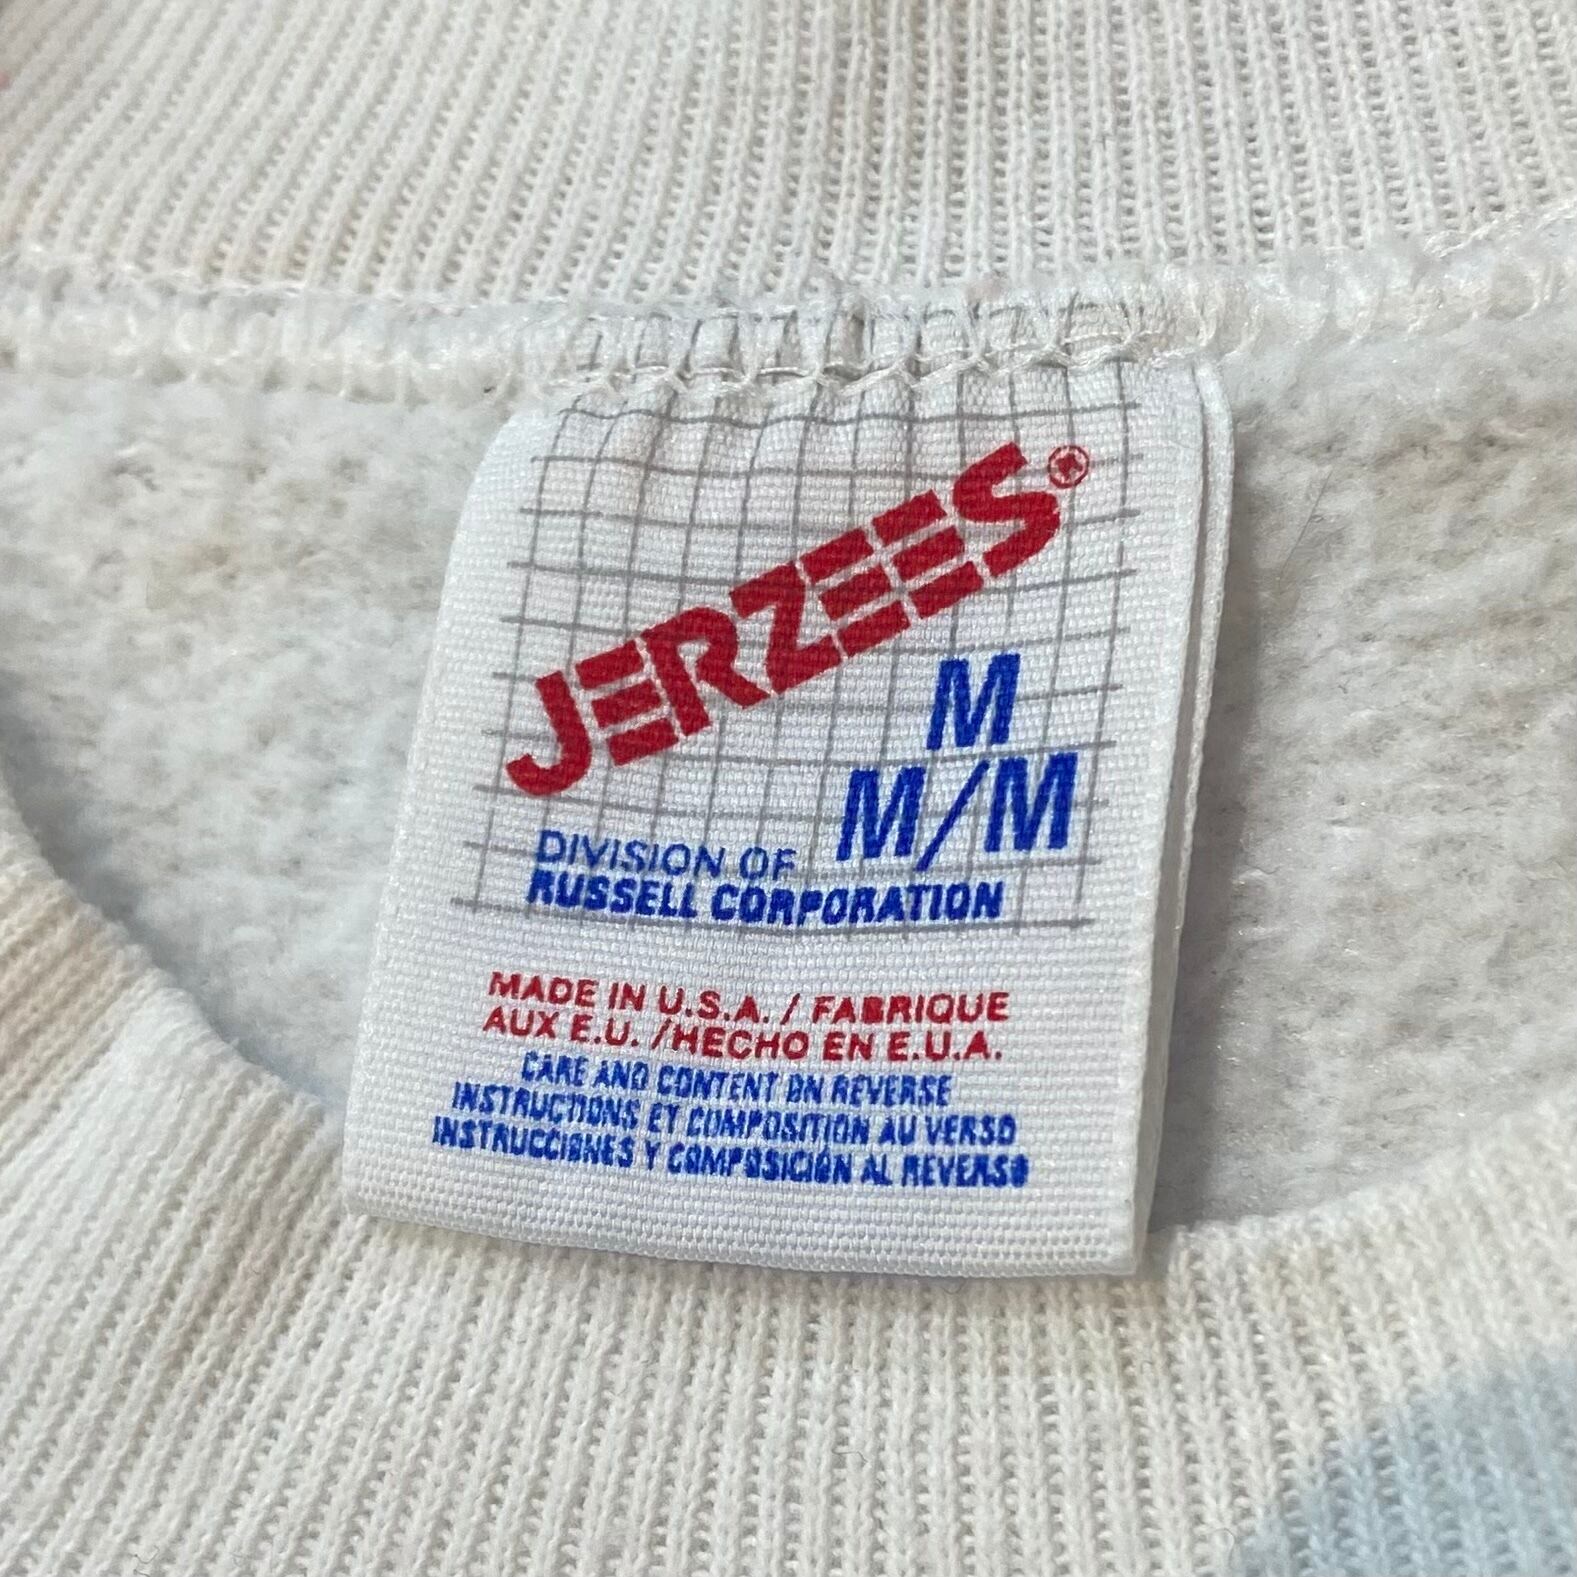 JERZEES®
M
M/M
DIVISION OF
RUSSELL CORPORATION
MADE IN U.S.A. / FABRIQUE
AUX E.U. /HECHO EN E.U.A.
CARE AND CONTENT ON REVERSE
INSTRUCTIONS ET COMPOSITION AU VERSO
INSTRUCCIONES Y COMPOSICIÓN AL REVERSO